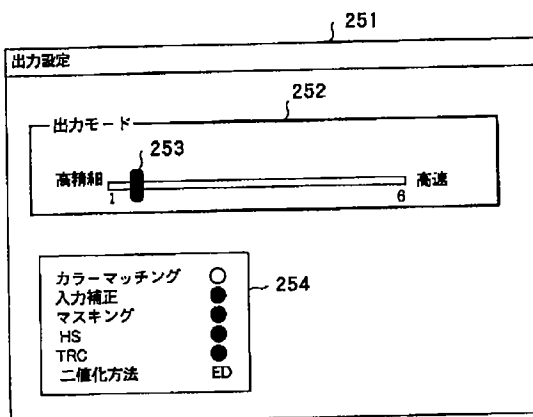 251
出力設定
252
出力モード
253
高精細
高速
1
6
カラーマッチング ○
入力補正 ●
マスキング ●
HS ●
TRC ●
二値化方法 ED
254